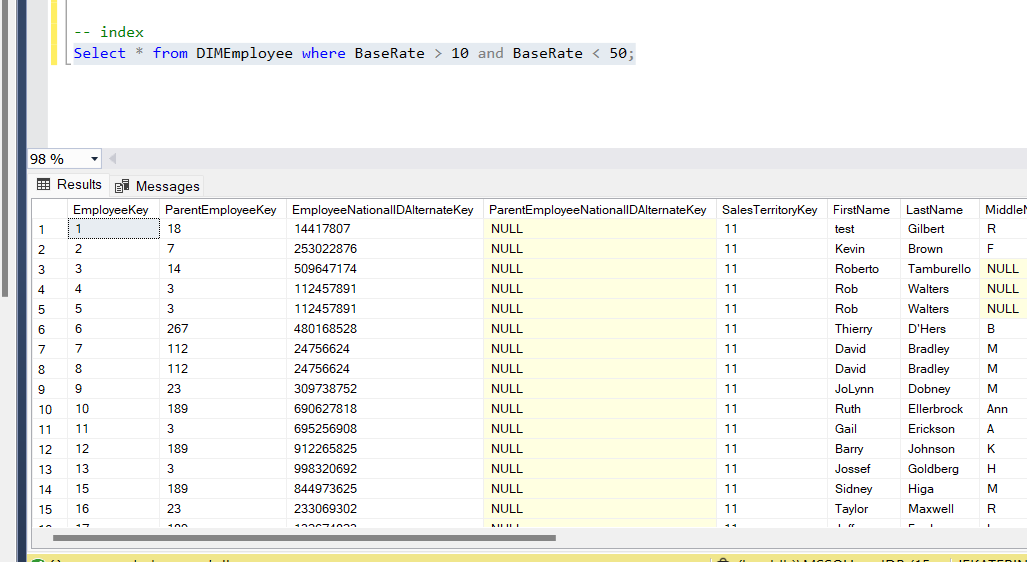 -- index
Select * from DIMEmployee where BaseRate > 10 and BaseRate < 50;
98 %
Results Messages
EmployeeKey ParentEmployeeKey EmployeeNationalIDAlternateKey ParentEmployeeNationalIDAlternateKey SalesTerritoryKey FirstName LastName
1 1 18 14417807 NULL 11 test Gilbert R
2 2 7 253022876 NULL 11 Kevin Brown F
3 3 14 509647174 NULL 11 Roberto Tamburello NULL
4 4 3 112457891 NULL 11 Rob Walters NULL
5 5 3 112457891 NULL 11 Rob Walters NULL
6 6 267 480168528 NULL 11 Thierry D'Hers B
7 7 112 24756624 NULL 11 David Bradley M
8 8 112 24756624 NULL 11 David Bradley M
9 9 23 309738752 NULL 11 JoLynn Dobney M
10 10 189 690627818 NULL 11 Ruth Ellerbrock Ann
11 11 3 695256908 NULL 11 Gail Erickson A
12 12 189 912265825 NULL 11 Barry Johnson K
13 13 3 998320692 NULL 11 Jossef Goldberg H
14 15 189 844973625 NULL 11 Sidney Higa M
15 16 23 233069302 NULL 11 Taylor Maxwell R